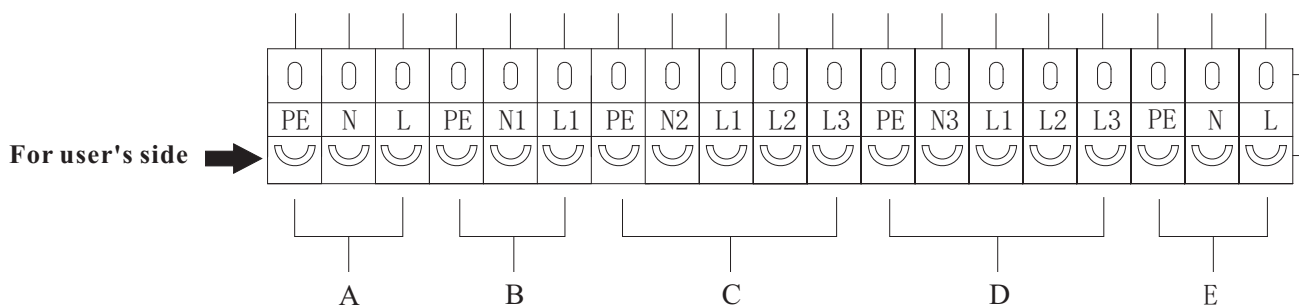 PE N L PE N1 L1 PE N2 L1 L2 L3 PE N3 L1 L2 L3 PE N L
For user's side
A B C D E